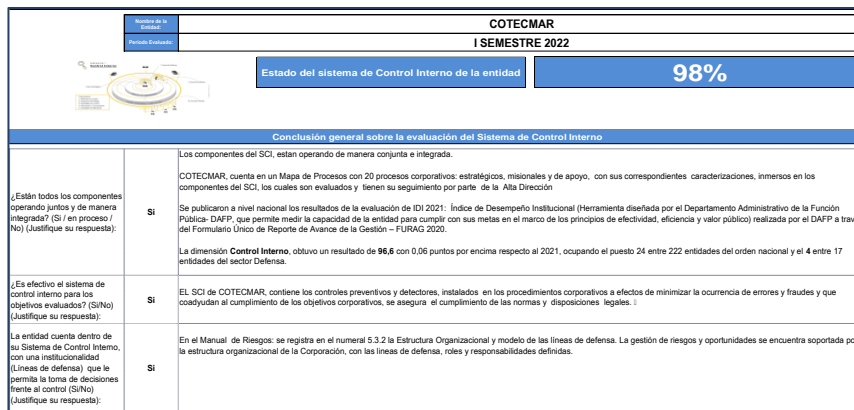 Nombre de la
Entidad:
COTECMAR
Periodo Evaluado:
I SEMESTRE 2022
Estado del sistema de Control Interno de la entidad
98%
Conclusión general sobre la evaluación del Sistema de Control Interno
¿Están todos los componentes
operando juntos y de manera
integrada? (Si / en proceso /
No) (Justifique su respuesta):
Si
Los componentes del SCI, estan operando de manera conjunta e integrada.
COTECMAR, cuenta en un Mapa de Procesos con 20 procesos corporativos: estratégicos, misionales y de apoyo, con sus correspondientes caracterizaciones, inmersos en los
componentes del SCI, los cuales son evaluados y tienen su seguimiento por parte de la Alta Dirección
Se publicaron a nivel nacional los resultados de la evaluación de IDI 2021: Índice de Desempeño Institucional (Herramienta diseñada por el Departamento Administrativo de la Función
Pública- DAFP, que permite medir la capacidad de la entidad para cumplir con sus metas en el marco de los principios de efectividad, eficiencia y valor público) realizada por el DAFP a trav
del Formulario Único de Reporte de Avance de la Gestión – FURAG 2020.
La dimensión Control Interno, obtuvo un resultado de 96,6 con 0,06 puntos por encima respecto al 2021, ocupando el puesto 24 entre 222 entidades del orden nacional y el 4 entre 17
entidades del sector Defensa.
¿Es efectivo el sistema de
control interno para los
objetivos evaluados? (Si/No)
(Justifique su respuesta):
Si
EL SCI de COTECMAR, contiene los controles preventivos y detectores, instalados en los procedimientos corporativos a efectos de minimizar la ocurrencia de errores y fraudes y que
coadyudan al cumplimiento de los objetivos corporativos, se asegura el cumplimiento de las normas y disposiciones legales.
La entidad cuenta dentro de
su Sistema de Control Interno,
con una institucionalidad
(Líneas de defensa) que le
permita la toma de decisiones
frente al control (Si/No)
(Justifique su respuesta):
Si
En el Manual de Riesgos: se registra en el numeral 5.3.2 la Estructura Organizacional y modelo de las líneas de defensa. La gestión de riesgos y oportunidades se encuentra soportada po
la estructura organizacional de la Corporación, con las lineas de defensa, roles y responsabilidades definidas.